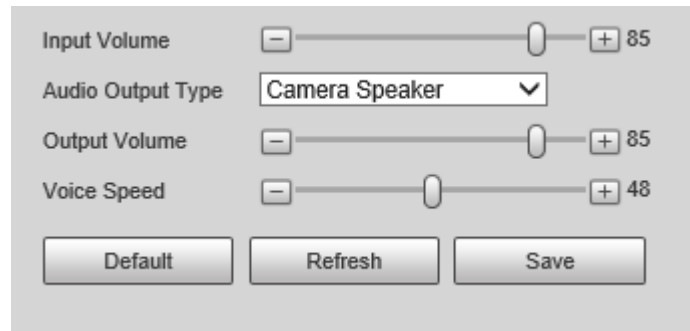 Input Volume 85
Audio Output Type Camera Speaker
Output Volume 85
Voice Speed 48
Default Refresh Save